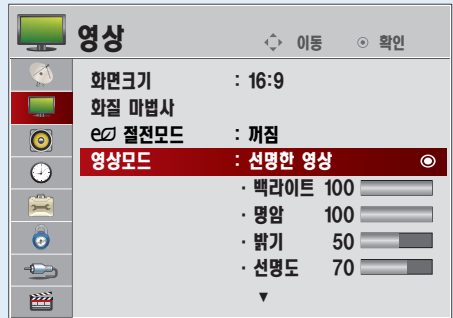 영상
이동 확인
화면크기 : 16:9
화질 마법사
e 절전모드 : 꺼짐
영상모드 : 선명한 영상
· 백라이트 100
· 명암 100
· 밝기 50
· 선명도 70
▼